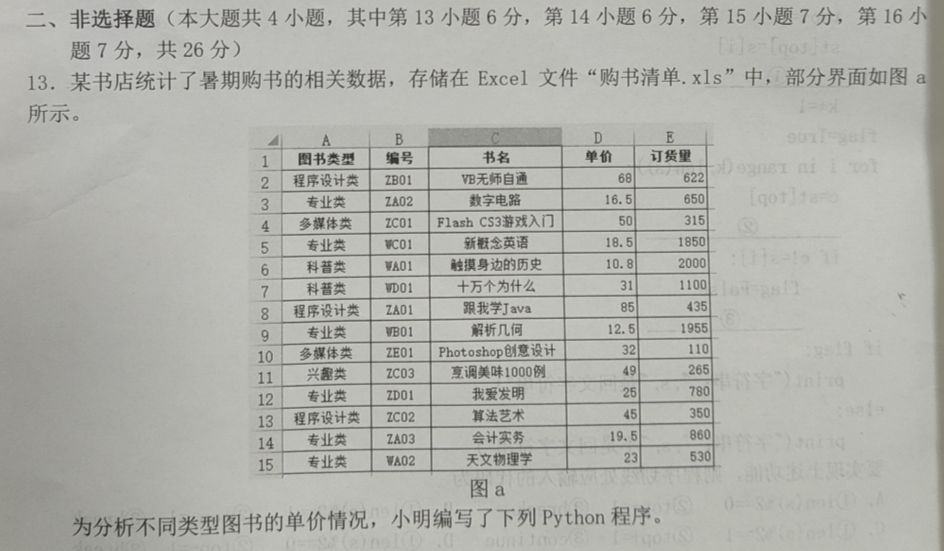 二、非选择题（本大题共 4 小题，其中第 13 小题 6 分，第 14 小题 6 分，第 15 小题 7 分，第 16 小
题 7 分，共 26 分）
13. 某书店统计了暑期购书的相关数据，存储在 Excel 文件“购书清单.xls”中，部分界面如图 a
所示。
A B C D E
1 图书类型 编号 书名 单价 订货量
2 程序设计类 ZB01 VB无师自通 68 622
3 专业类 ZA02 数字电路 16.5 650
4 多媒体类 ZC01 Flash CS3游戏入门 50 315
5 专业类 WC01 新概念英语 18.5 1850
6 科普类 WA01 触摸身边的历史 10.8 2000
7 科普类 WD01 十万个为什么 31 1100
8 程序设计类 ZA01 跟我学Java 85 435
9 专业类 WB01 解析几何 12.5 1955
10 多媒体类 ZE01 Photoshop创意设计 32 110
11 兴趣类 ZC03 烹调美味1000例 49 265
12 专业类 ZD01 我爱发明 25 780
13 程序设计类 ZC02 算法艺术 45 350
14 专业类 ZA03 会计实务 19.5 860
15 专业类 WA02 天文物理学 23 530
图 a
为分析不同类型图书的单价情况，小明编写了下列 Python 程序。